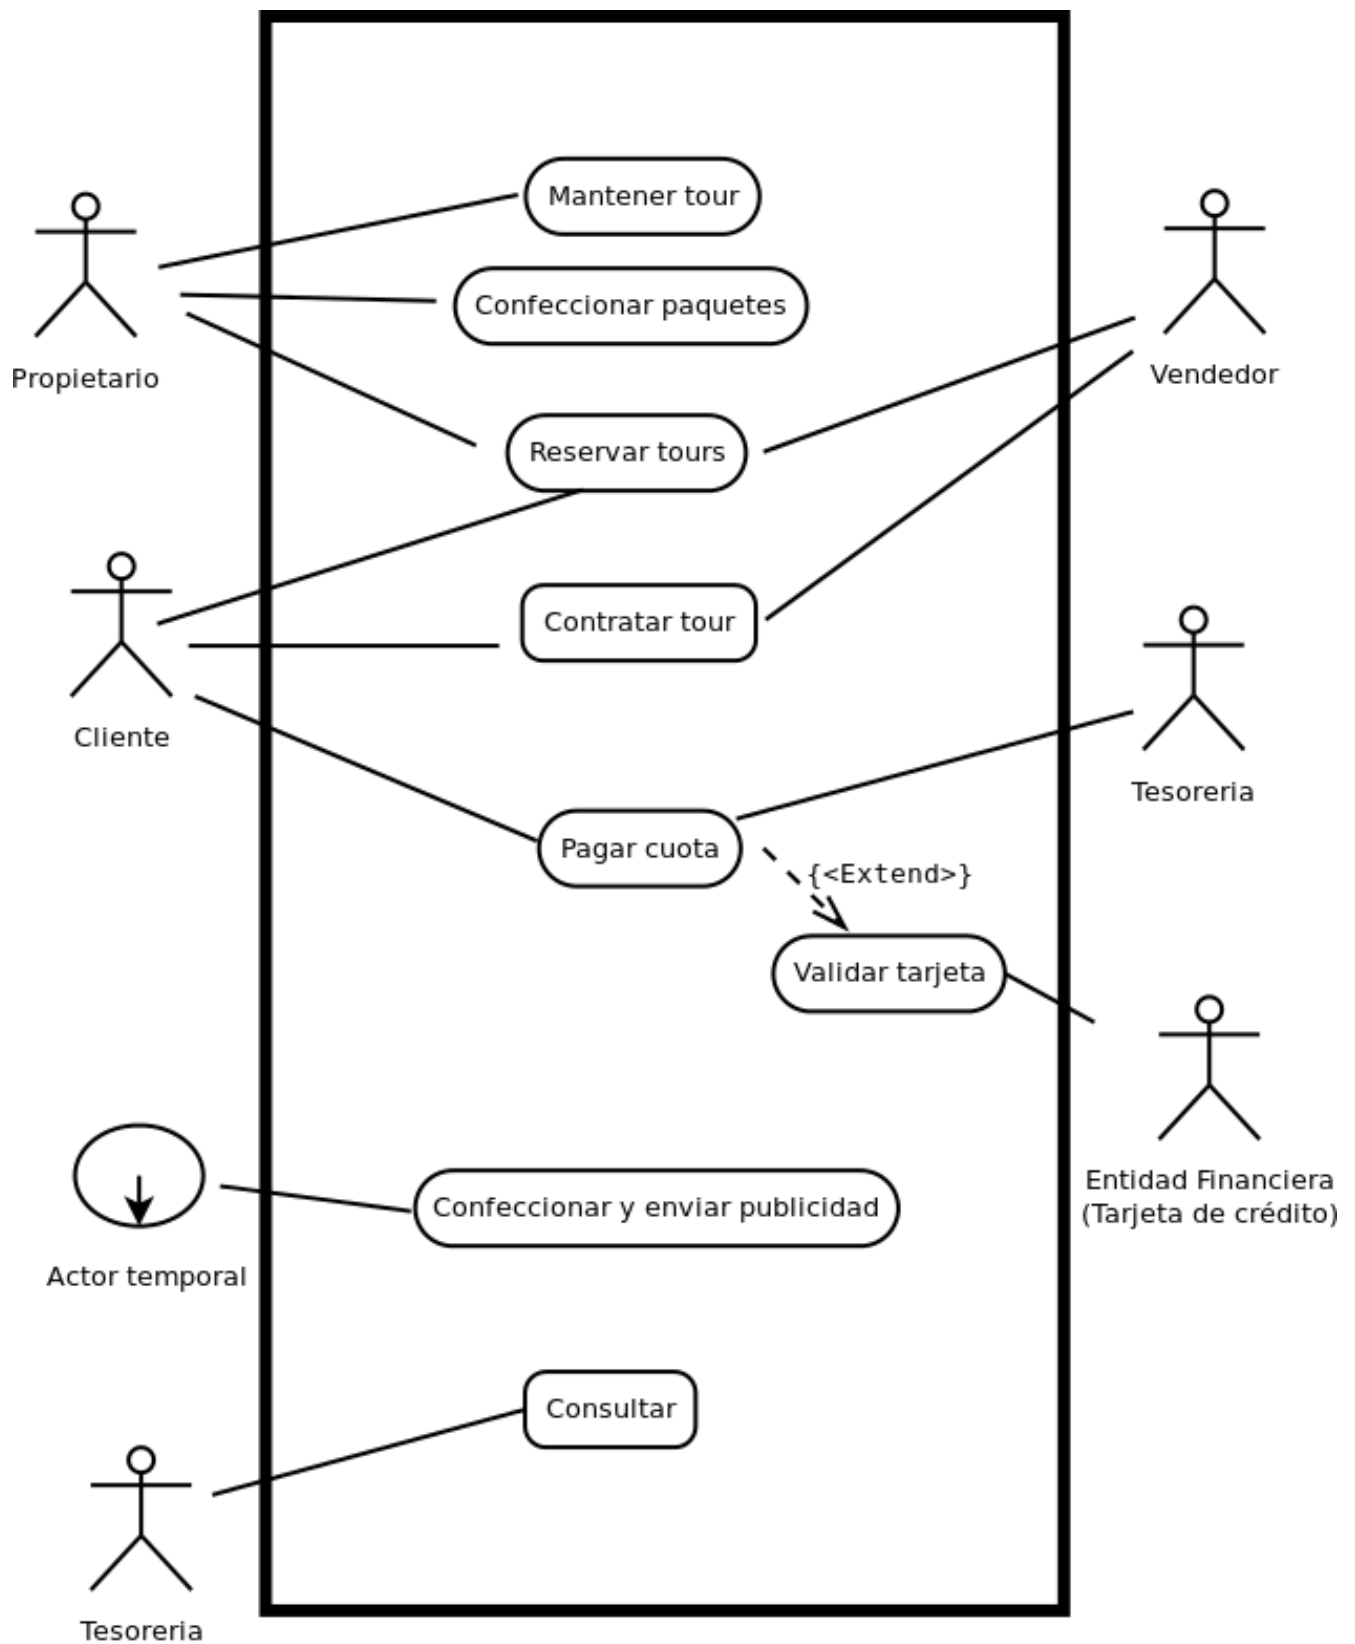 Mantener tour
Confeccionar paquetes
Propietario
Vendedor
Reservar tours
Contratar tour
Cliente
Tesoreria
Pagar cuota
{<Extend>}
Validar tarjeta
Entidad Financiera
(Tarjeta de crédito)
Confeccionar y enviar publicidad
Actor temporal
Consultar
Tesoreria